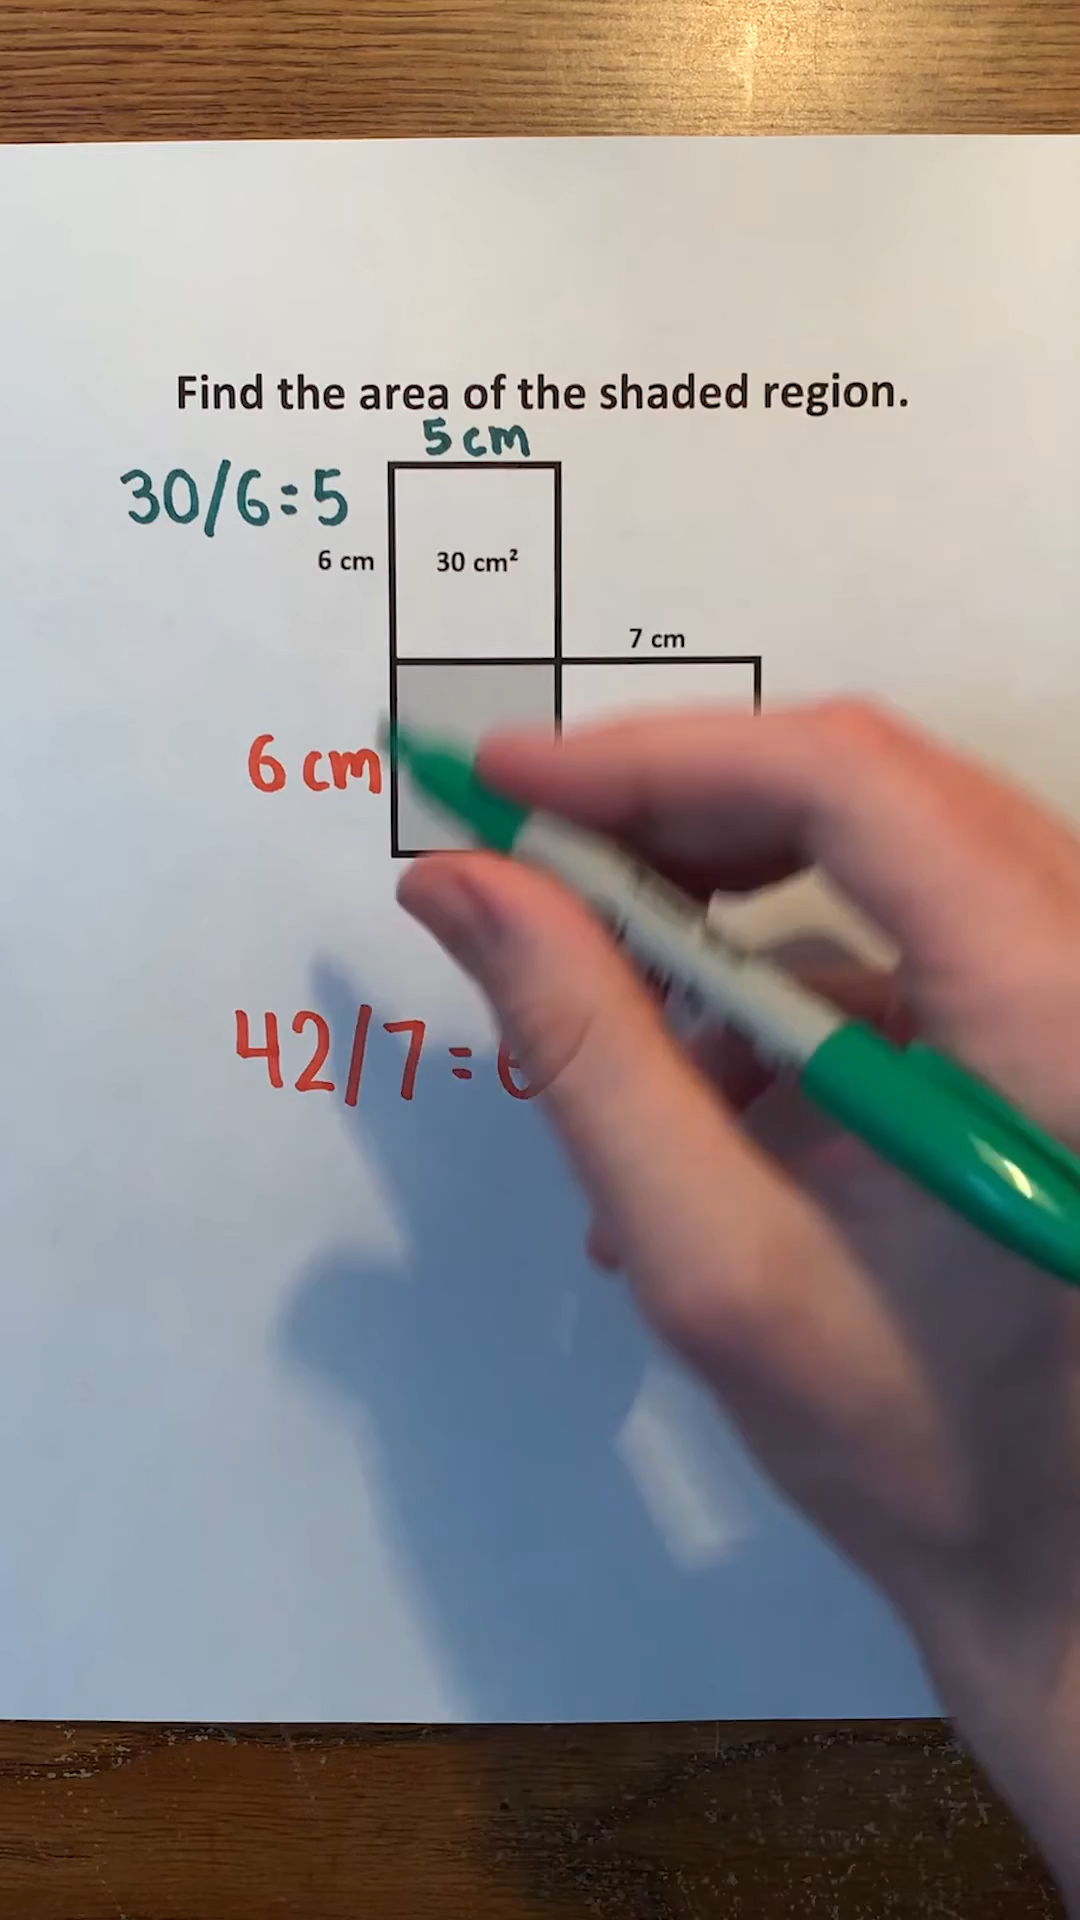 Find the area of the shaded region.
5 cm
30/6=5
6 cm
30 cm²
7 cm
6 cm
42/7=